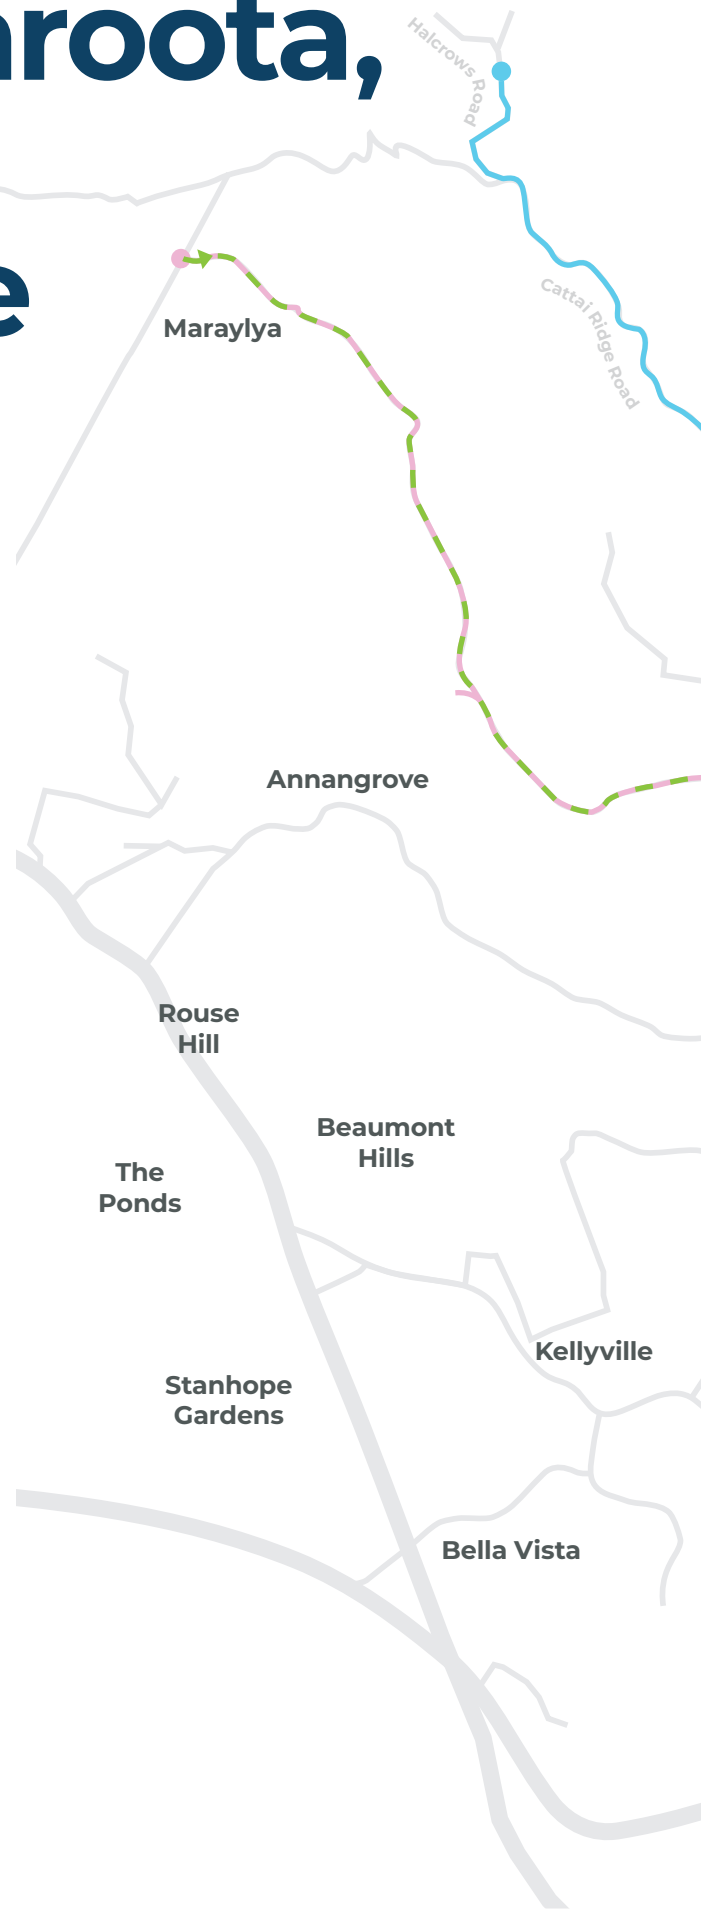 roota,
Halcrows Road
e
Cattai Ridge Road
Maraylya
Annangrove
Rouse
Hill
Beaumont
Hills
The
Ponds
Kellyville
Stanhope
Gardens
Bella Vista